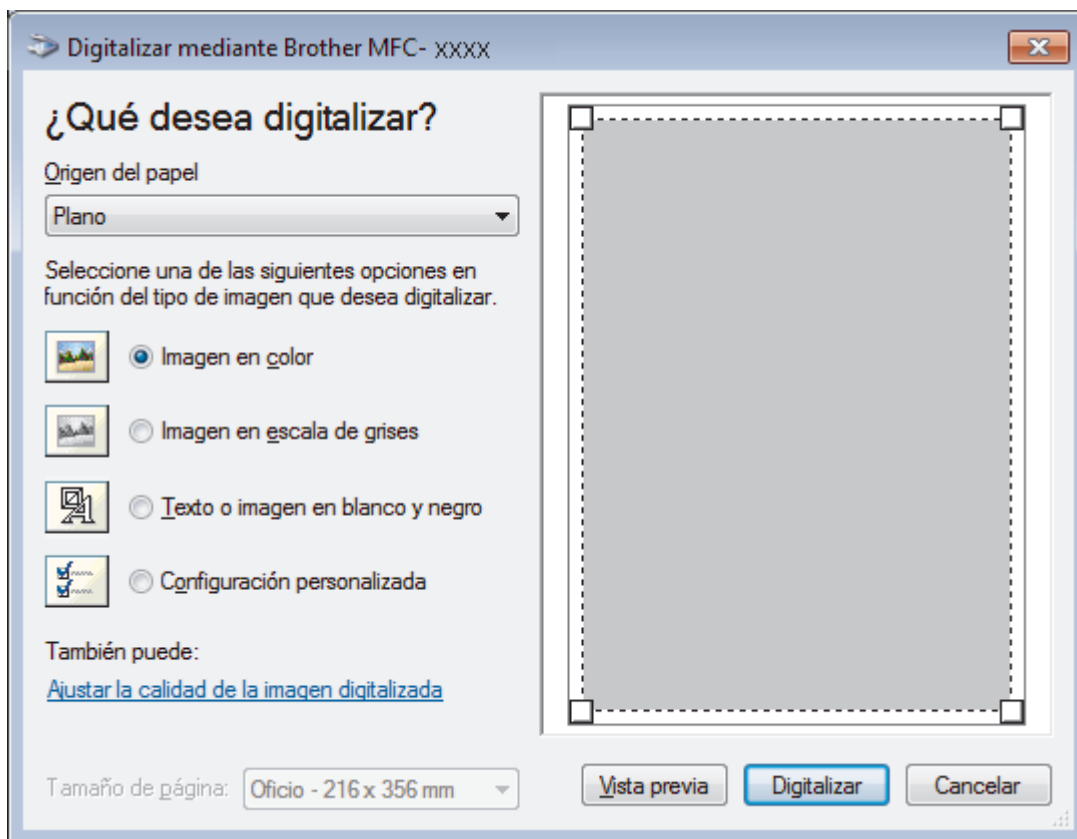 Digitalizar mediante Brother MFC- xxxx
¿Qué desea digitalizar?
Origen del papel
Plano
Seleccione una de las siguientes opciones en
función del tipo de imagen que desea digitalizar.
Imagen en color
Imagen en escala de grises
Texto o imagen en blanco y negro
Configuración personalizada
También puede:
Ajustar la calidad de la imagen digitalizada
Tamaño de página: Oficio - 216 x 356 mm
Vista previa Digitalizar Cancelar